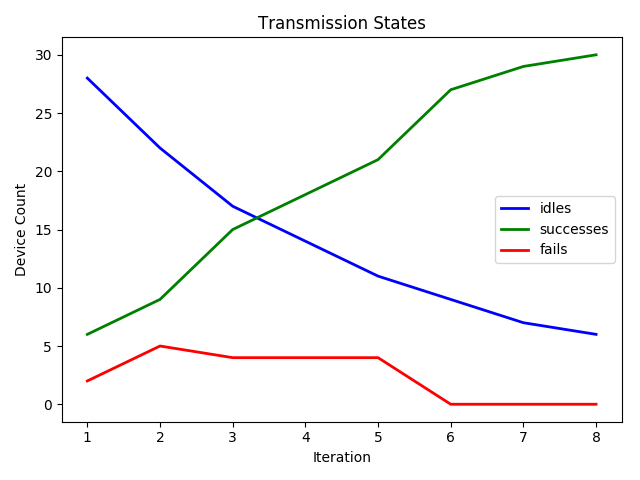 Transmission States
30
25
20
15
10
5
0
Device Count
idles
successes
fails
1 2 3 4 5 6 7 8
Iteration